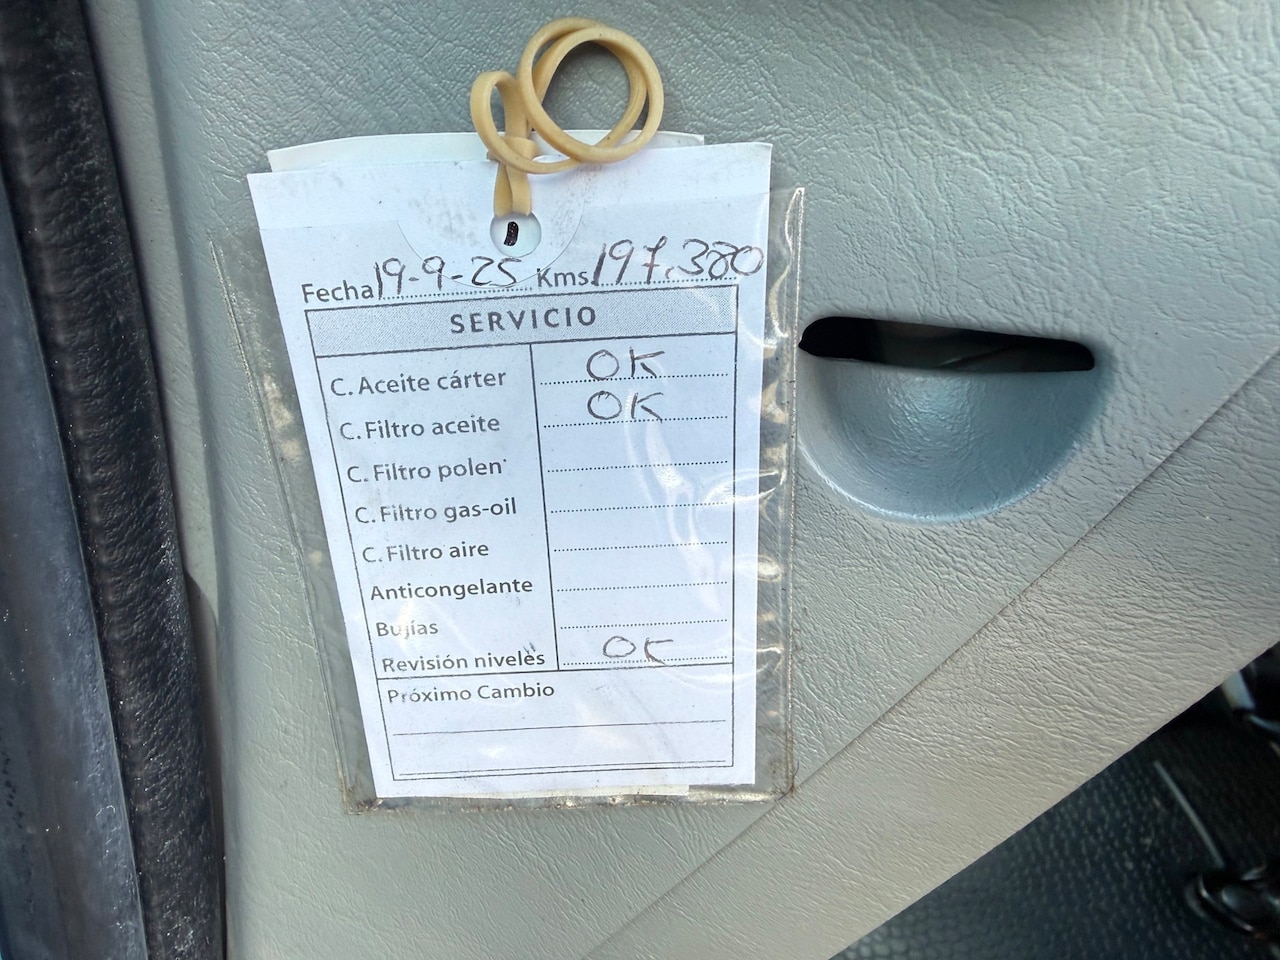 Fecha 19-9-25 Kms. 197.380
SERVICIO
C. Aceite cárter OK
C. Filtro aceite OK
C. Filtro polen
C. Filtro gas-oil
C. Filtro aire
Anticongelante
Bujías
Revisión niveles OK
Próximo Cambio